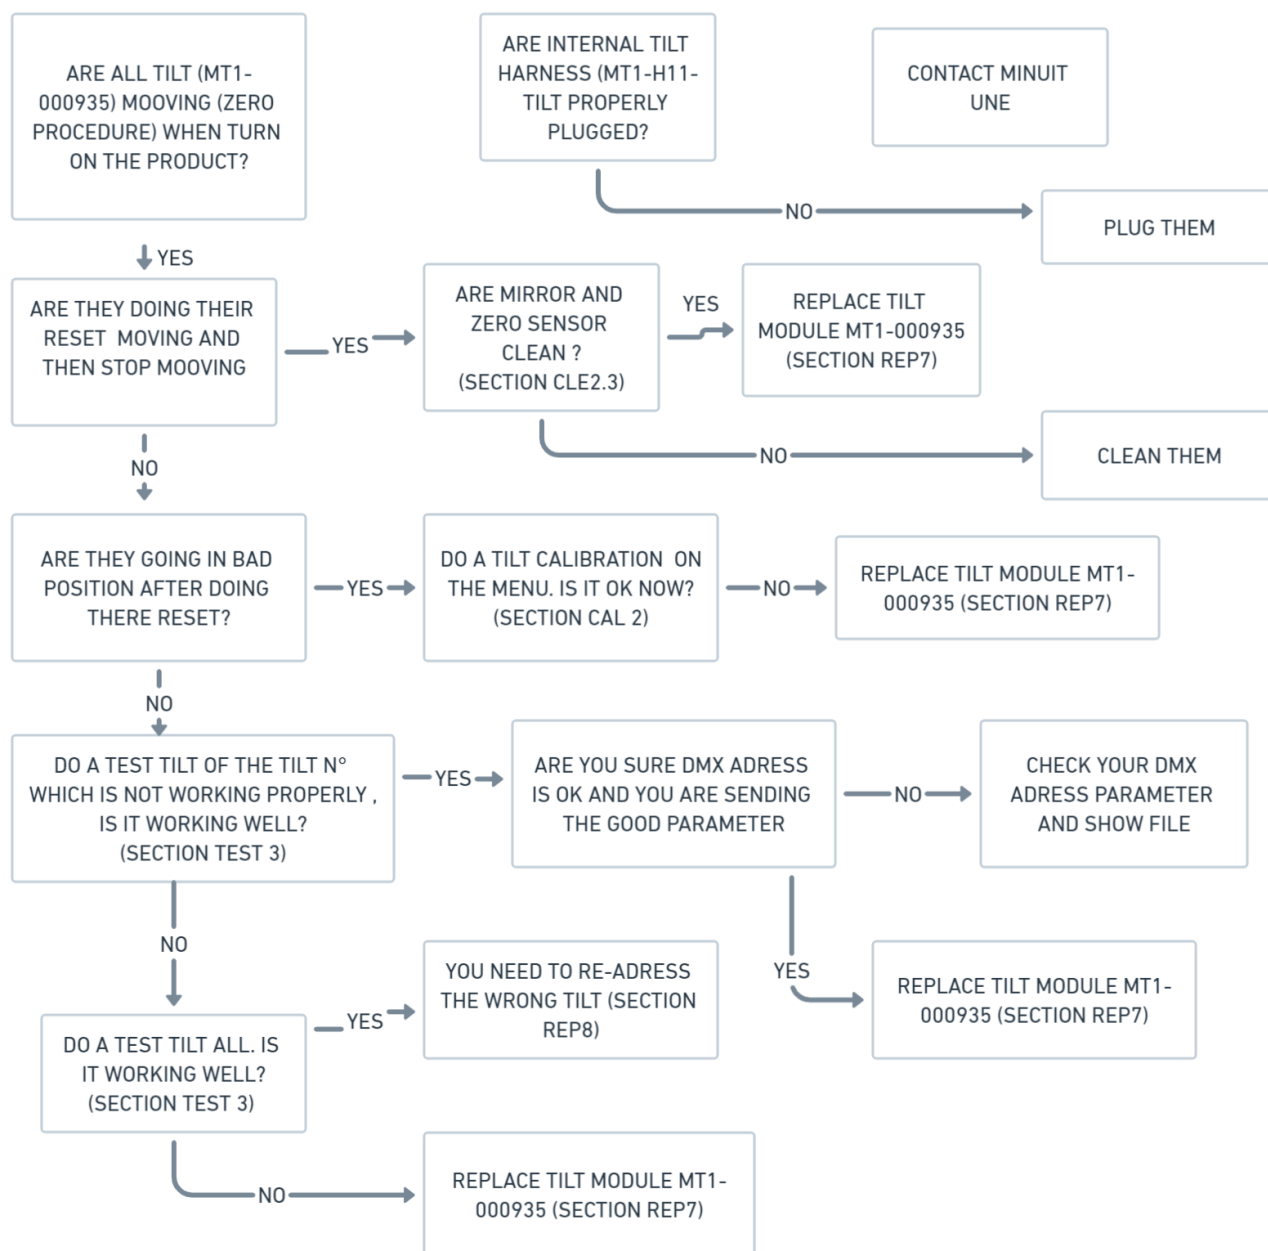 ARE ALL TILT (MT1-
000935) MOOVING (ZERO
PROCEDURE) WHEN TURN
ON THE PRODUCT?
ARE INTERNAL TILT
HARNESS (MT1-H11-
TILT PROPERLY
PLUGGED?
CONTACT MINUIT
UNE
NO
PLUG THEM
YES
ARE THEY DOING THEIR
RESET MOVING AND
THEN STOP MOOVING
YES
ARE MIRROR AND
ZERO SENSOR
CLEAN ?
(SECTION CLE2.3)
YES
REPLACE TILT
MODULE MT1-000935
(SECTION REP7)
NO
CLEAN THEM
NO
ARE THEY GOING IN BAD
POSITION AFTER DOING
THERE RESET?
YES
DO A TILT CALIBRATION ON
THE MENU. IS IT OK NOW?
(SECTION CAL 2)
NO
REPLACE TILT MODULE MT1-
000935 (SECTION REP7)
NO
DO A TEST TILT OF THE TILT N°
WHICH IS NOT WORKING PROPERLY ,
IS IT WORKING WELL?
(SECTION TEST 3)
YES
ARE YOU SURE DMX ADRESS
IS OK AND YOU ARE SENDING
THE GOOD PARAMETER
NO
CHECK YOUR DMX
ADRESS PARAMETER
AND SHOW FILE
YES
REPLACE TILT MODULE MT1-
000935 (SECTION REP7)
NO
DO A TEST TILT ALL. IS
IT WORKING WELL?
(SECTION TEST 3)
YES
YOU NEED TO RE-ADRESS
THE WRONG TILT (SECTION
REP8)
NO
REPLACE TILT MODULE MT1-
000935 (SECTION REP7)